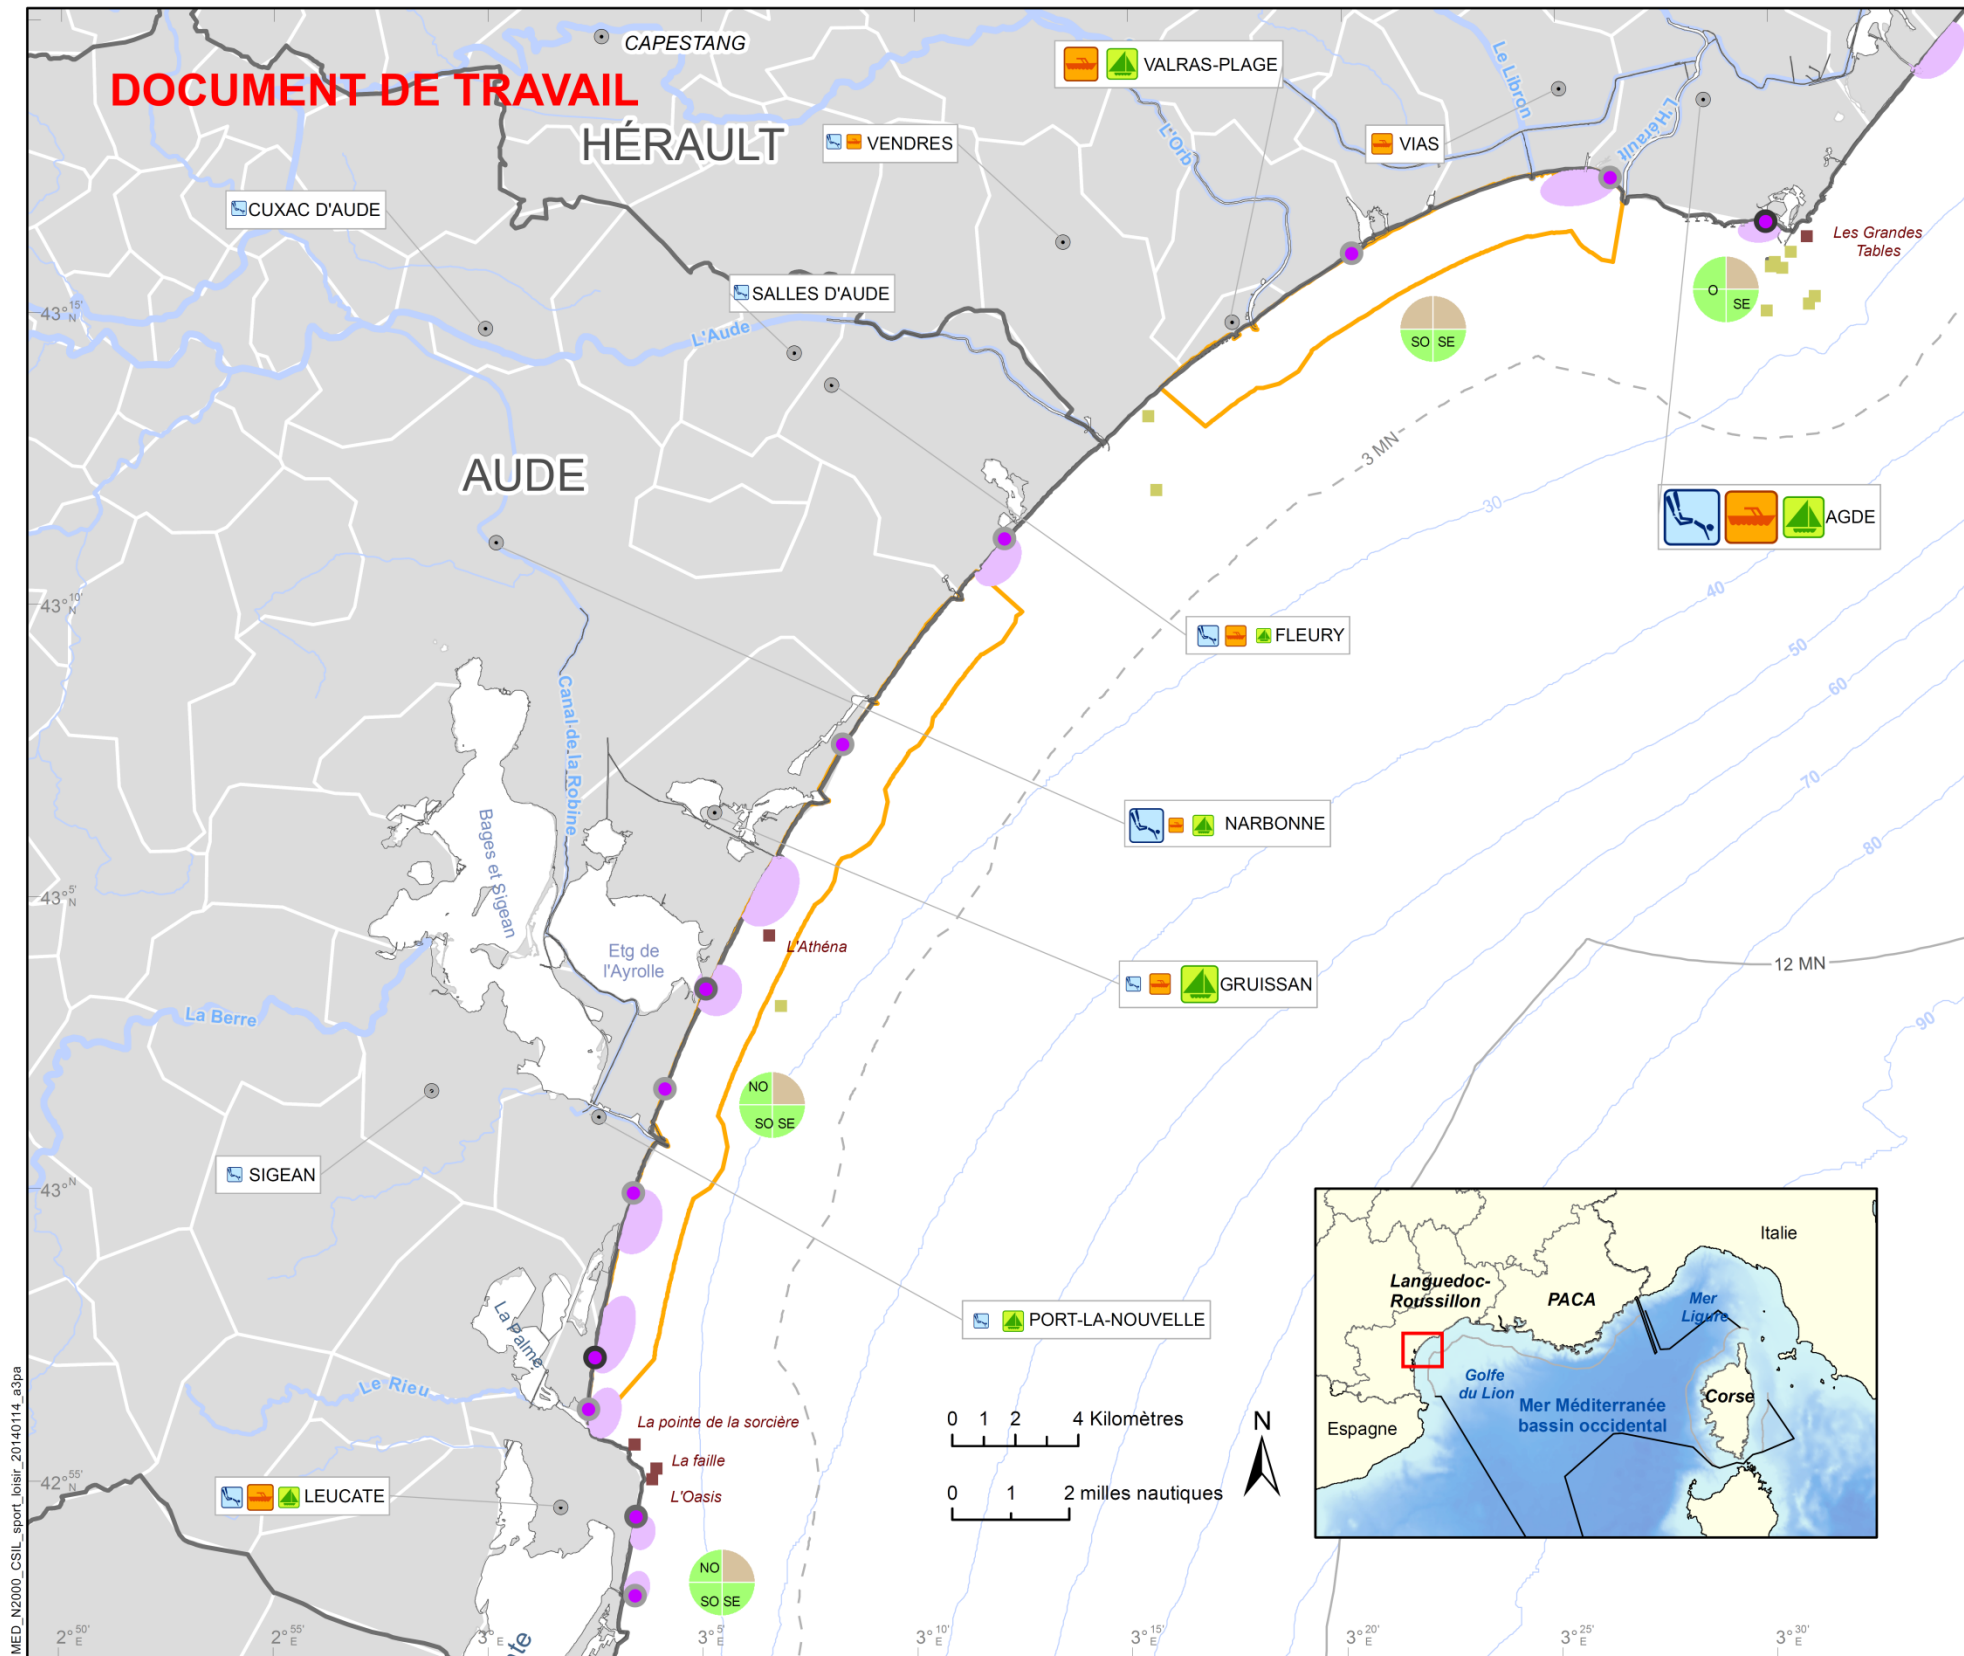 CAPESTANG
DOCUMENT DE TRAVAIL
VALRAS-PLAGE
Le Libron
L'Hérault
HÉRAULT
VENDRES
L'Orb
VIAS
CUXAC D'AUDE
Les Grandes
Tables
SALLES D'AUDE
O
SE
43° 15' N
L'Aude
SO SE
3 MN
AUDE
30
AGDE
40
43° 10' N
FLEURY
50
60
Canal de la Robine
70
NARBONNE
80
Bages et Sigean
43° 5' N
L'Athéna
Etg de
l'Ayrolle
12 MN
GRUISSAN
La Berre
90
NO
SO SE
SIGEAN
43° N
Italie
Languedoc-
Roussillon
PACA
Mer
Ligure
PORT-LA-NOUVELLE
La Palme
Le Rieu
Golfe
du Lion
Corse
Mer Méditerranée
bassin occidental
Espagne
La pointe de la sorcière
0 1 2 4 Kilomètres
N
La faille
L'Oasis
0 1 2 milles nautiques
42° 55' N
LEUCATE
NO
SO SE
2° 50' E
2° 55' E
3° E
3° 5' E
3° 10' E
3° 15' E
3° 20' E
3° 25' E
3° 30' E
MED_N2000_CSIL_sport_loisir_20140114_a3pa